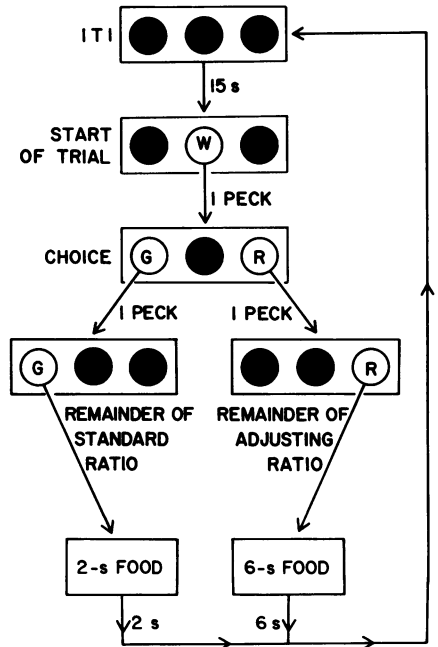 ITI
15 s
START
OF TRIAL
W
1 PECK
CHOICE
G R
1 PECK 1 PECK
G R
REMAINDER OF REMAINDER OF
STANDARD ADJUSTING
RATIO RATIO
2-s FOOD 6-s FOOD
2 s 6 s